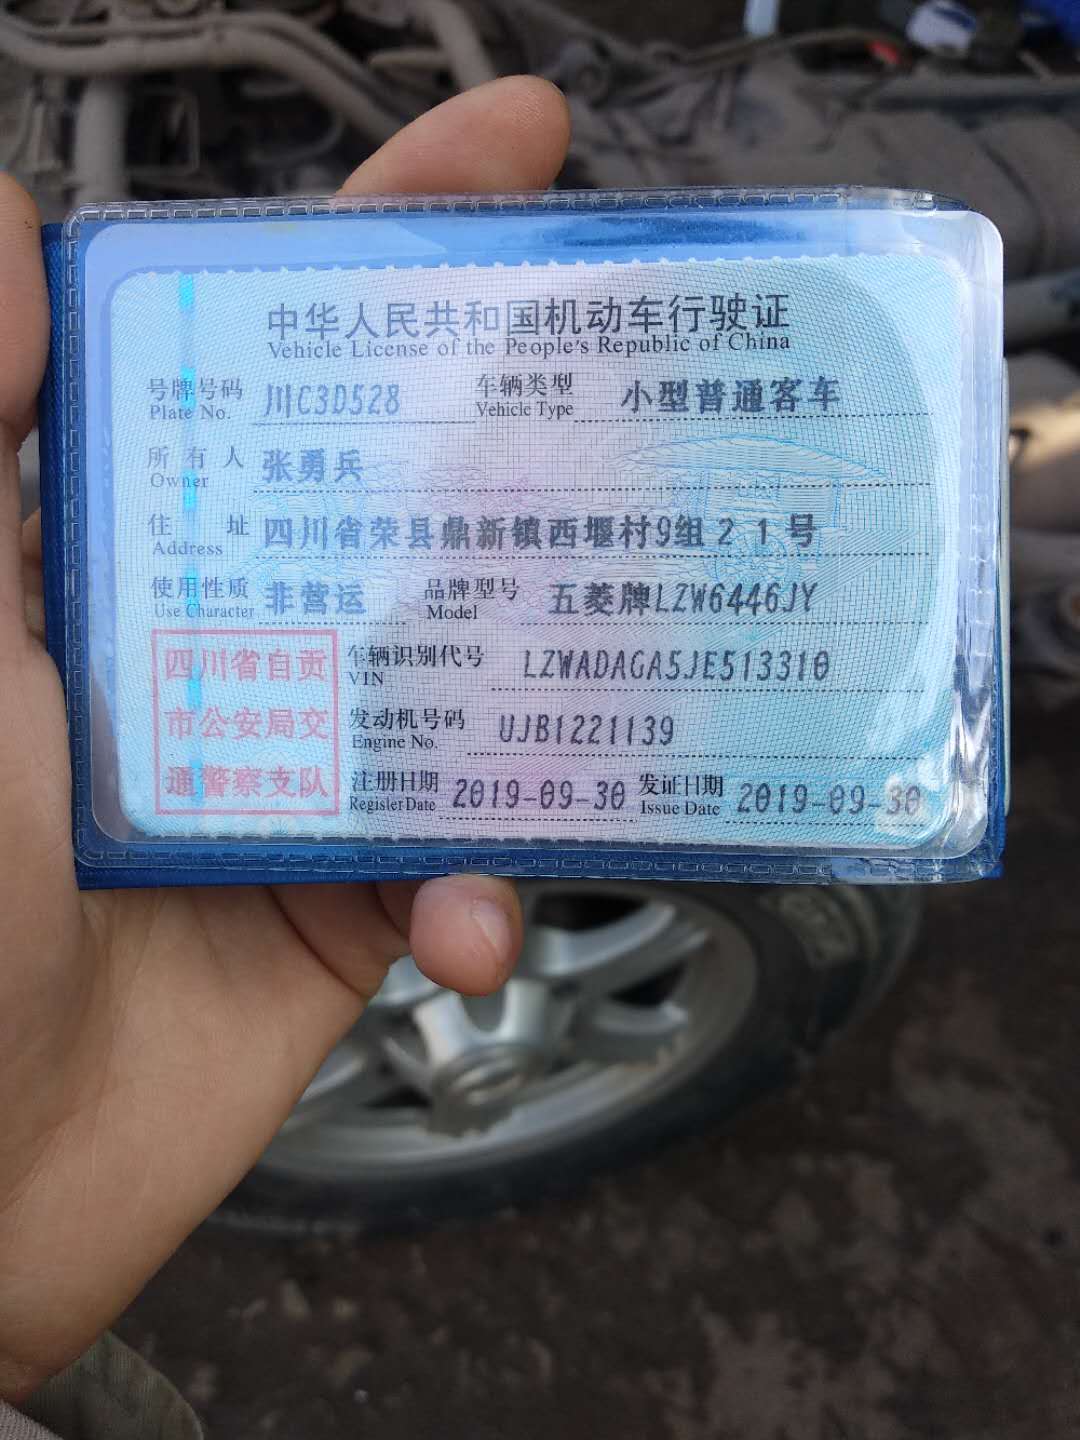 中华人民共和国机动车行驶证
Vehicle License of the People's Republic of China
号牌号码 川C3D528 车辆类型 小型普通客车
Plate No. Vehicle Type
所有人 张勇兵
Owner
住址 四川省荣县鼎新镇西堰村9组21号
Address
使用性质 非营运 品牌型号 五菱牌LZW6446JY
Use Character Model
四川省自贡
市公安局交
通警察支队
车辆识别代号 LZWADAGA5JE513310
VIN
发动机号码 UJB1221139
Engine No.
注册日期 2019-09-30 发证日期 2019-09-30
Register Date Issue Date